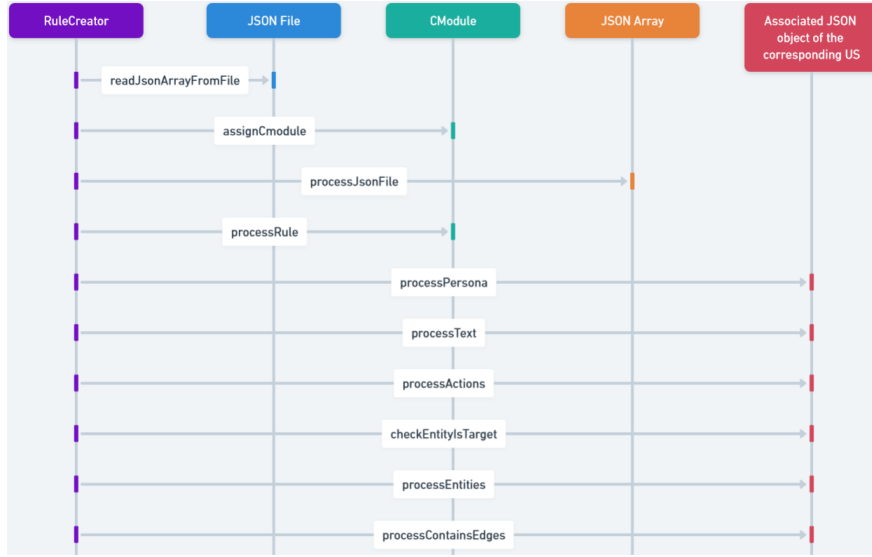 RuleCreator
JSON File
CModule
JSON Array
Associated JSON
object of the
corresponding US
readJsonArrayFromFile
assignCmodule
processJsonFile
processRule
processPersona
processText
processActions
checkEntityIsTarget
processEntities
processContainsEdges